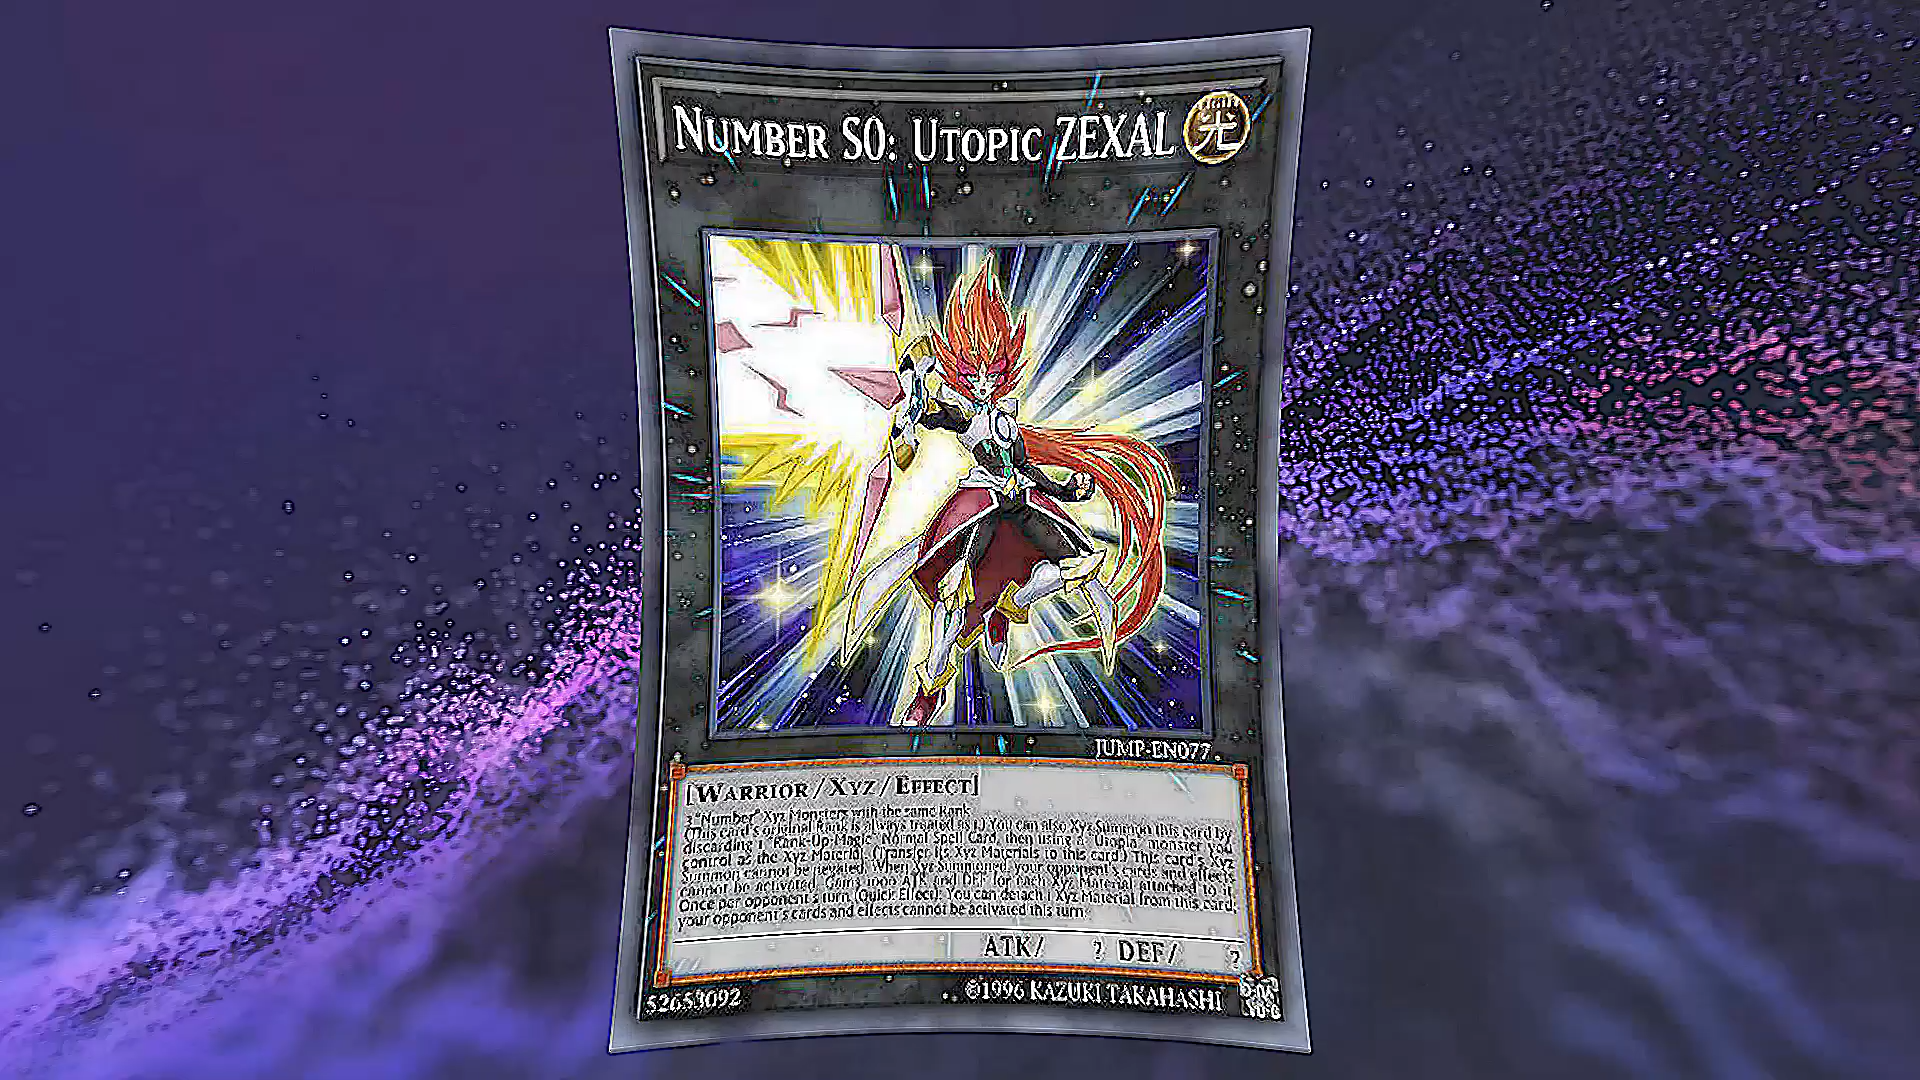 NUMBER S0: UTOPIC ZEXAL 光
JUMP-EN077
[WARRIOR/XYZ/EFFECT]
3 "Number" Xyz Monsters with the same Rank
(This card's original Rank is always treated as 1.) You can also Xyz Summon this card by
discarding 1 "Rank-Up-Magic" Normal Spell Card, then using a "Utopia" monster you
control as the Xyz Material. (Transfer its Xyz Materials to this card.) This card's Xyz
Summon cannot be negated. When Xyz Summoned, your opponent's cards and effects
cannot be activated. Gains 1000 ATK and DEF for each Xyz Material attached to it.
Once per opponent's turn (Quick Effect): You can detach 1 Xyz Material from this card;
your opponent's cards and effects cannot be activated this turn.
ATK/ ? DEF/ ?
52653092
©1996 KAZUKI TAKAHASHI